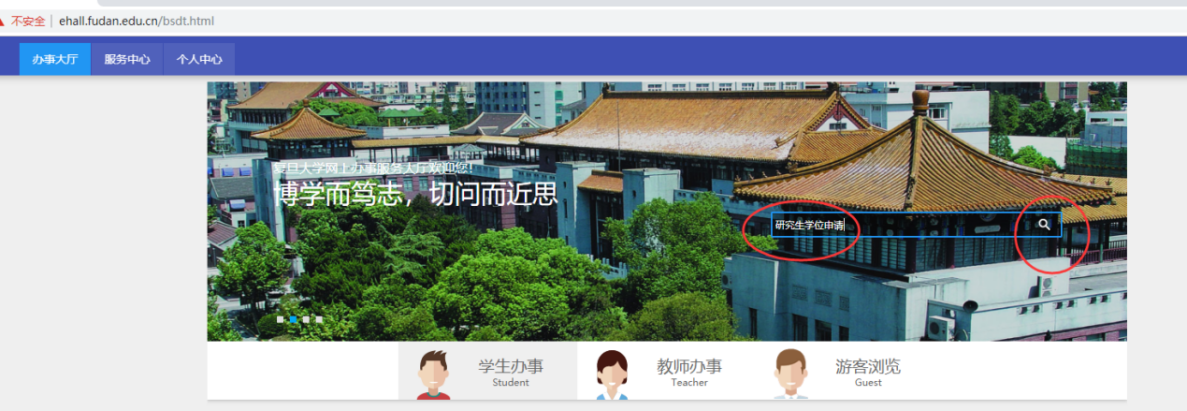 不安全 ehall.fudan.edu.cn/bsdt.html
办事大厅 服务中心 个人中心
复旦大学网上办事服务大厅欢迎您!
博学而笃志，切问而近思
研究生学位申请
学生办事 教师办事 游客浏览
Student Teacher Guest